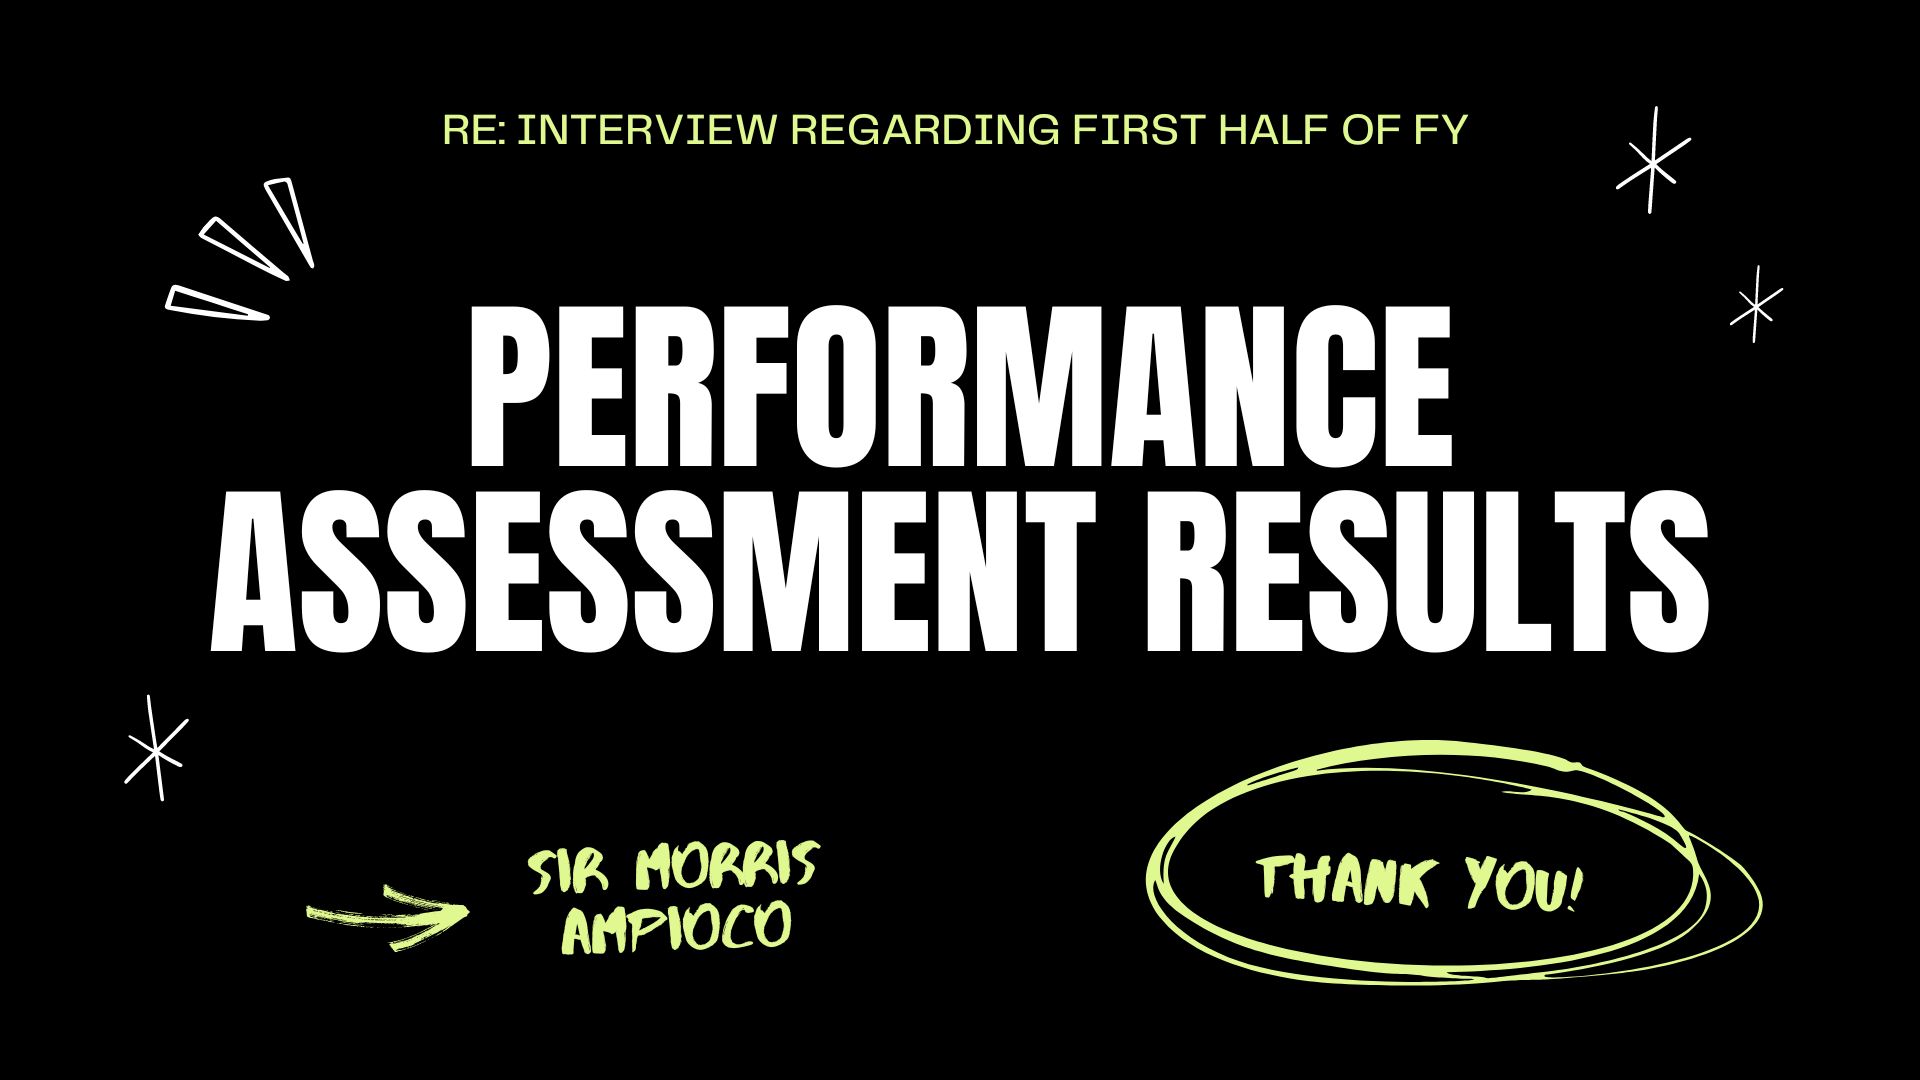 RE: INTERVIEW REGARDING FIRST HALF OF FY
PERFORMANCE
ASSESSMENT RESULTS
SIR MORRIS
AMPIOCO
THANK YOU!